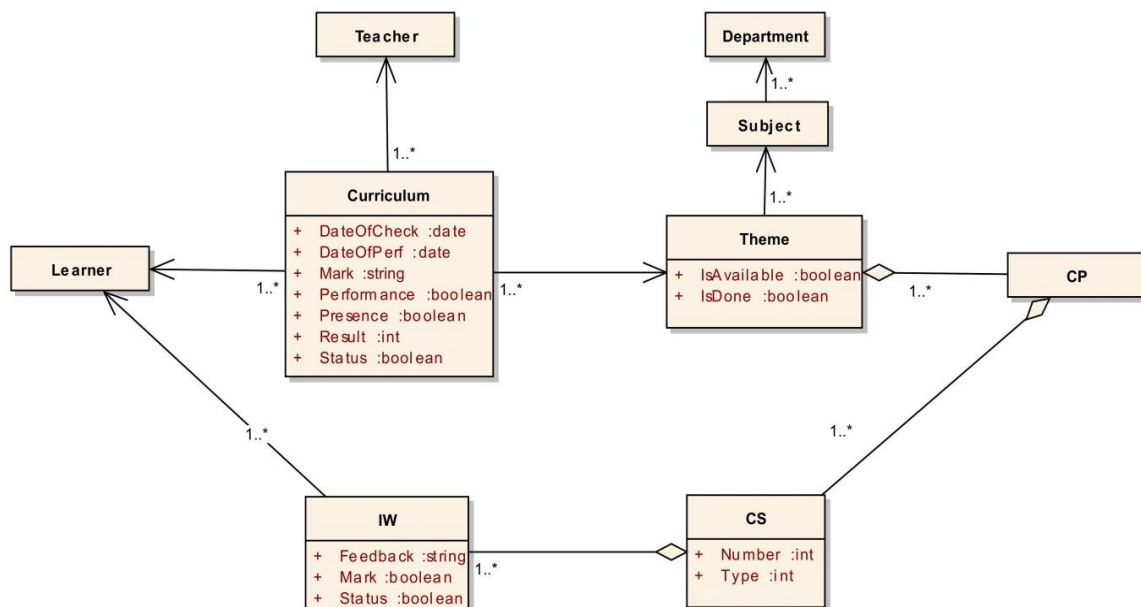 Teacher
Department
1..*
Subject
1..*
1..*
Curriculum
+ DateOfCheck :date
+ DateOfPerf :date
+ Mark :string
+ Performance :boolean
+ Presence :boolean
+ Result :int
+ Status :boolean
Theme
+ IsAvailable :boolean
+ IsDone :boolean
Learner
1..*
1..*
1..*
CP
1..*
1..*
IW
+ Feedback :string
+ Mark :boolean
+ Status :boolean
1..*
CS
+ Number :int
+ Type :int